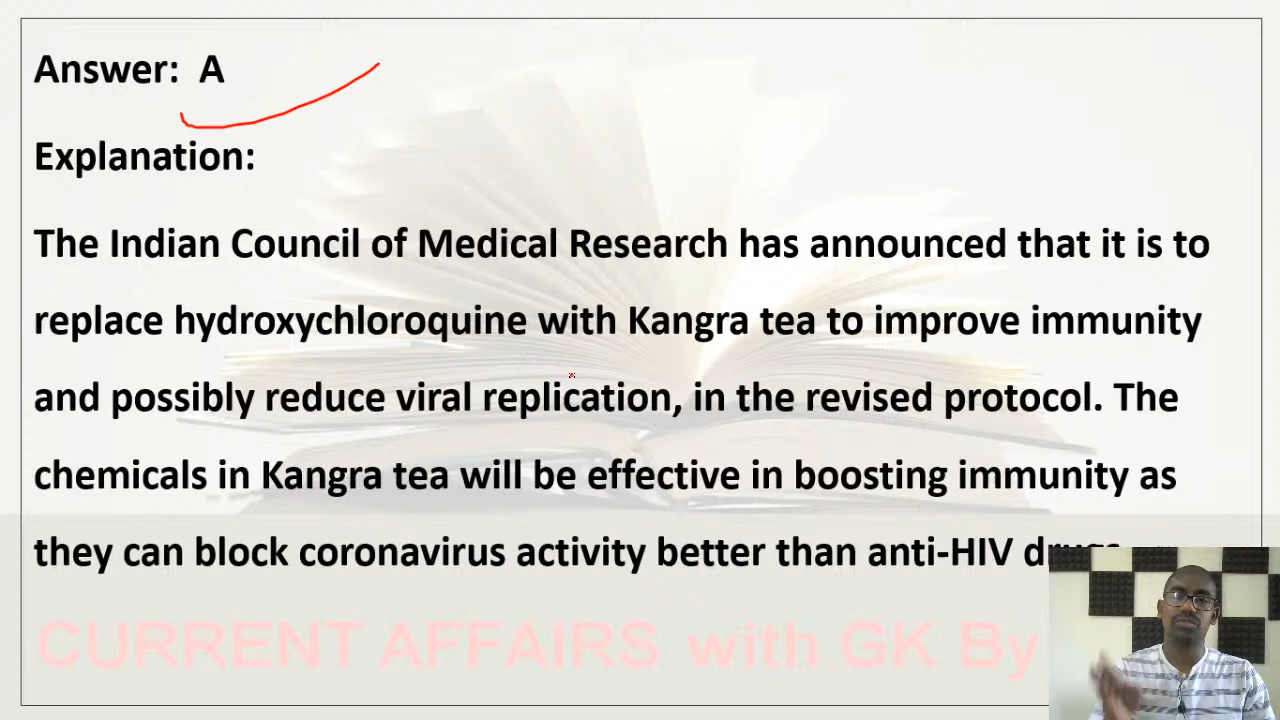 Answer: A
Explanation:
The Indian Council of Medical Research has announced that it is to
replace hydroxychloroquine with Kangra tea to improve immunity
and possibly reduce viral replication, in the revised protocol. The
chemicals in Kangra tea will be effective in boosting immunity as
they can block coronavirus activity better than anti-HIV drugs
CURRENT AFFAIRS with GK By